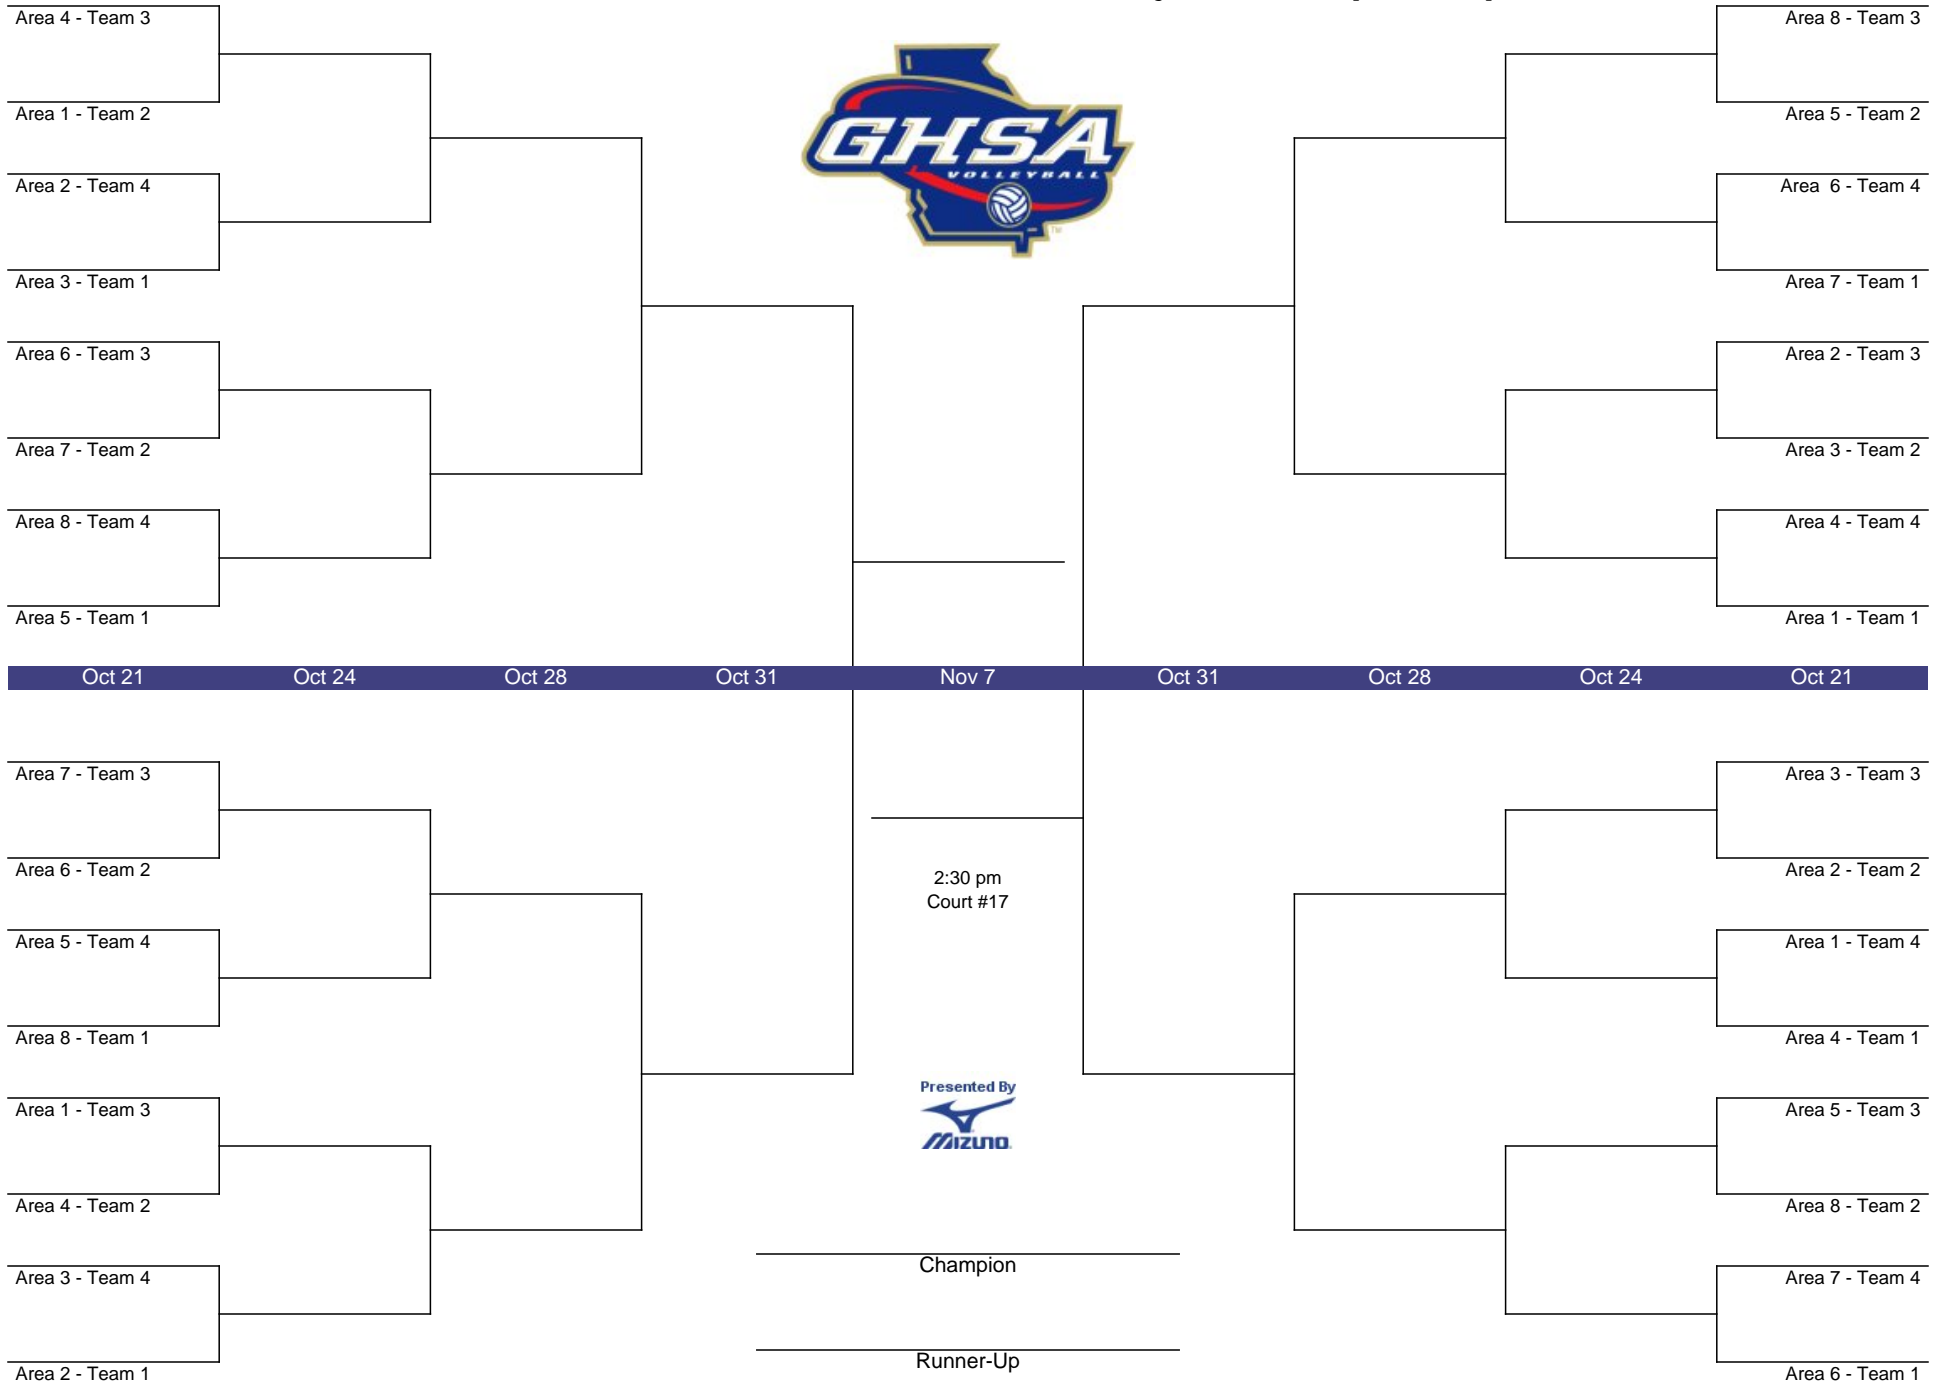 Area 4 - Team 3
Area 1 - Team 2
Area 2 - Team 4
Area 3 - Team 1
Area 6 - Team 3
Area 7 - Team 2
Area 8 - Team 4
Area 5 - Team 1
GHSA
VOLLEYBALL
TM
Area 8 - Team 3
Area 5 - Team 2
Area  6 - Team 4
Area 7 - Team 1
Area 2 - Team 3
Area 3 - Team 2
Area 4 - Team 4
Area 1 - Team 1
Oct 21 Oct 24 Oct 28 Oct 31 Nov 7 Oct 31 Oct 28 Oct 24 Oct 21
Area 7 - Team 3
Area 6 - Team 2
Area 5 - Team 4
Area 8 - Team 1
Area 1 - Team 3
Area 4 - Team 2
Area 3 - Team 4
Area 2 - Team 1
2:30 pm
Court #17
Presented By
MIZUNO
Champion
Runner-Up
Area 3 - Team 3
Area 2 - Team 2
Area 1 - Team 4
Area 4 - Team 1
Area 5 - Team 3
Area 8 - Team 2
Area 7 - Team 4
Area 6 - Team 1